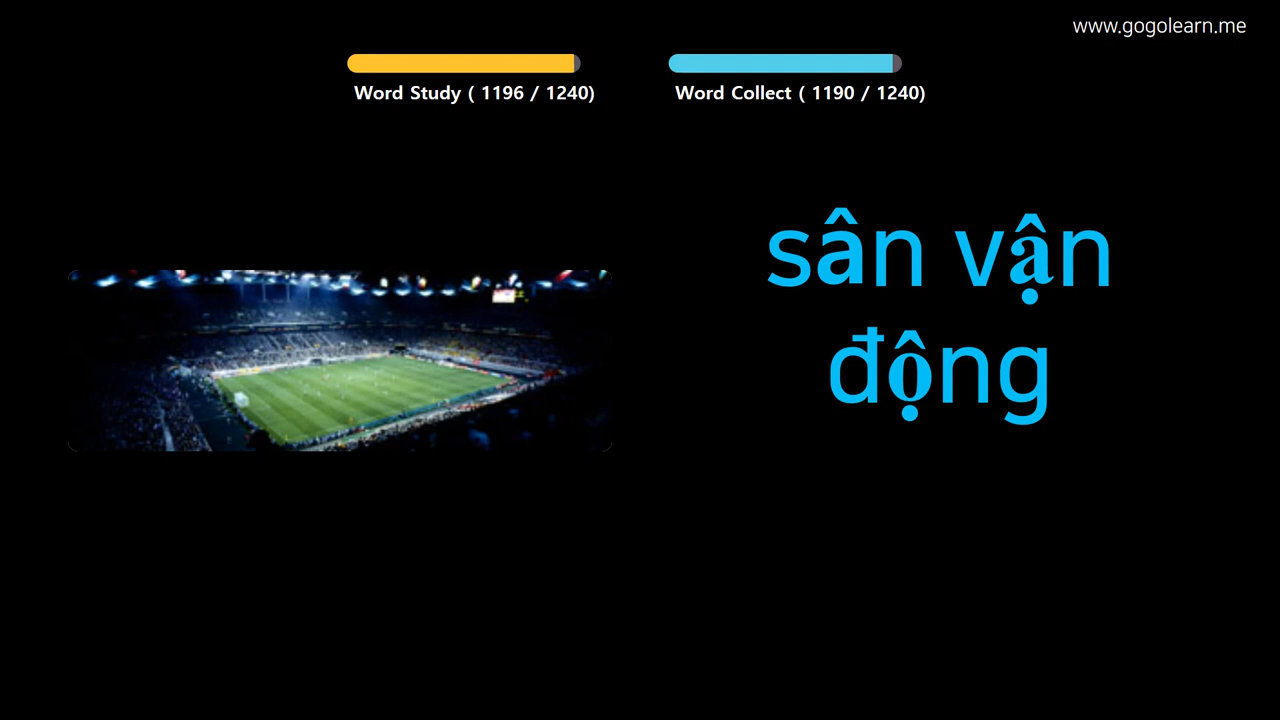 www.gogolearn.me
Word Study ( 1196 / 1240)
Word Collect ( 1190 / 1240)
sân vận
động